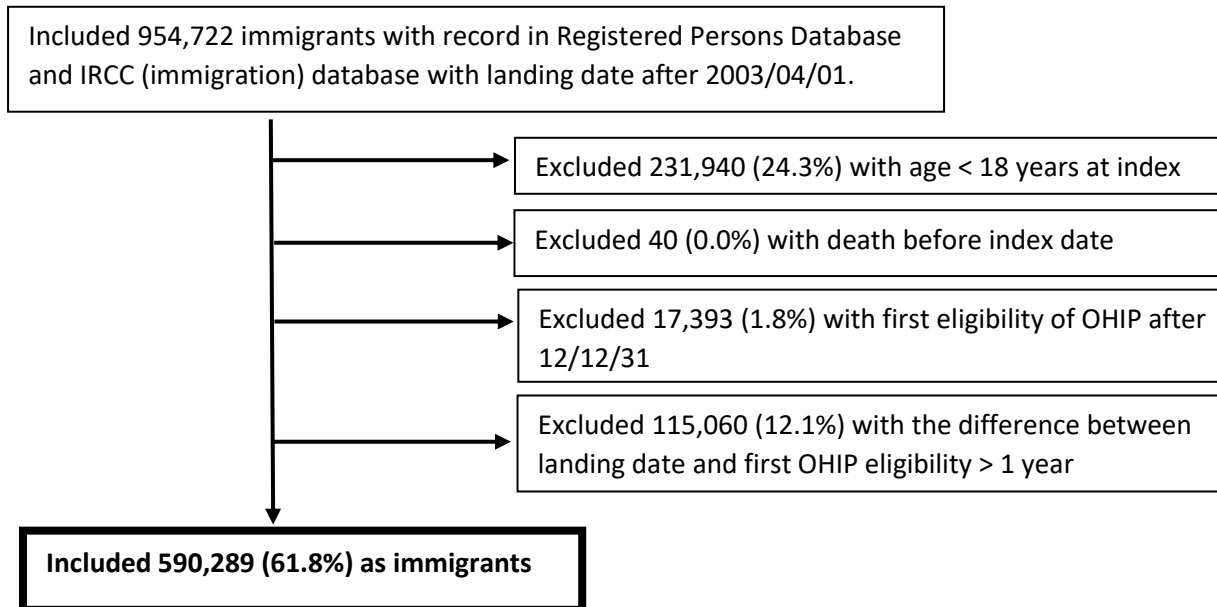 Included 954,722 immigrants with record in Registered Persons Database
and IRCC (immigration) database with landing date after 2003/04/01.
Excluded 231,940 (24.3%) with age < 18 years at index
Excluded 40 (0.0%) with death before index date
Excluded 17,393 (1.8%) with first eligibility of OHIP after
12/12/31
Excluded 115,060 (12.1%) with the difference between
landing date and first OHIP eligibility > 1 year
Included 590,289 (61.8%) as immigrants